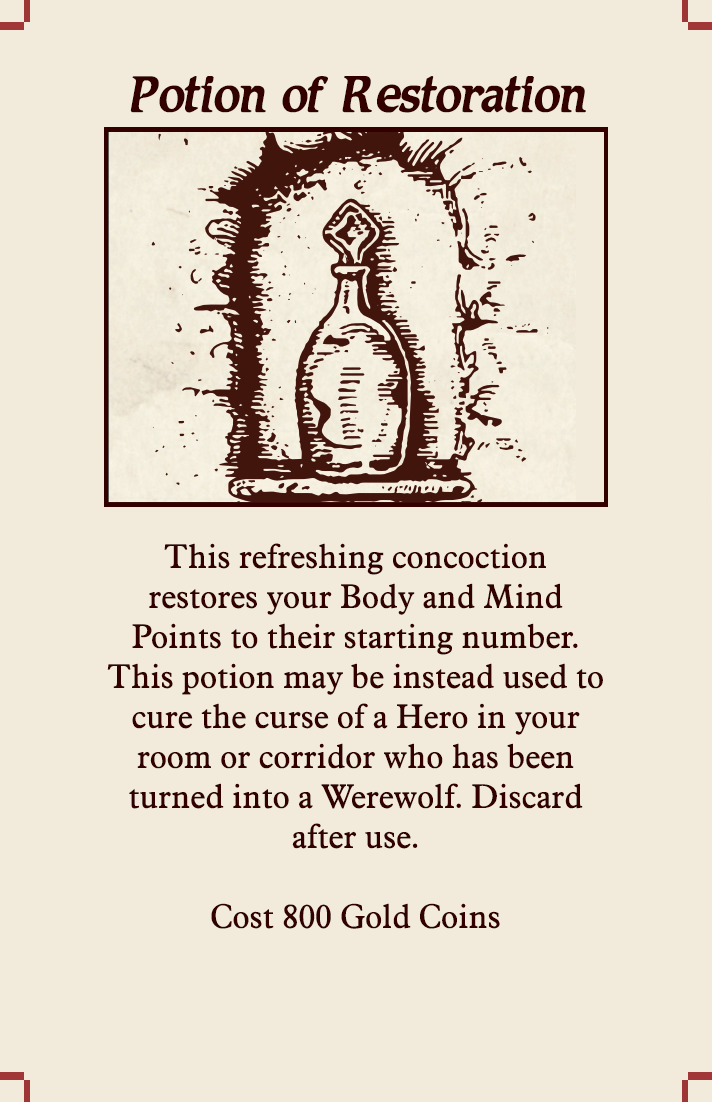 Potion of Restoration
This refreshing concoction
restores your Body and Mind
Points to their starting number.
This potion may be instead used to
cure the curse of a Hero in your
room or corridor who has been
turned into a Werewolf. Discard
after use.
Cost 800 Gold Coins